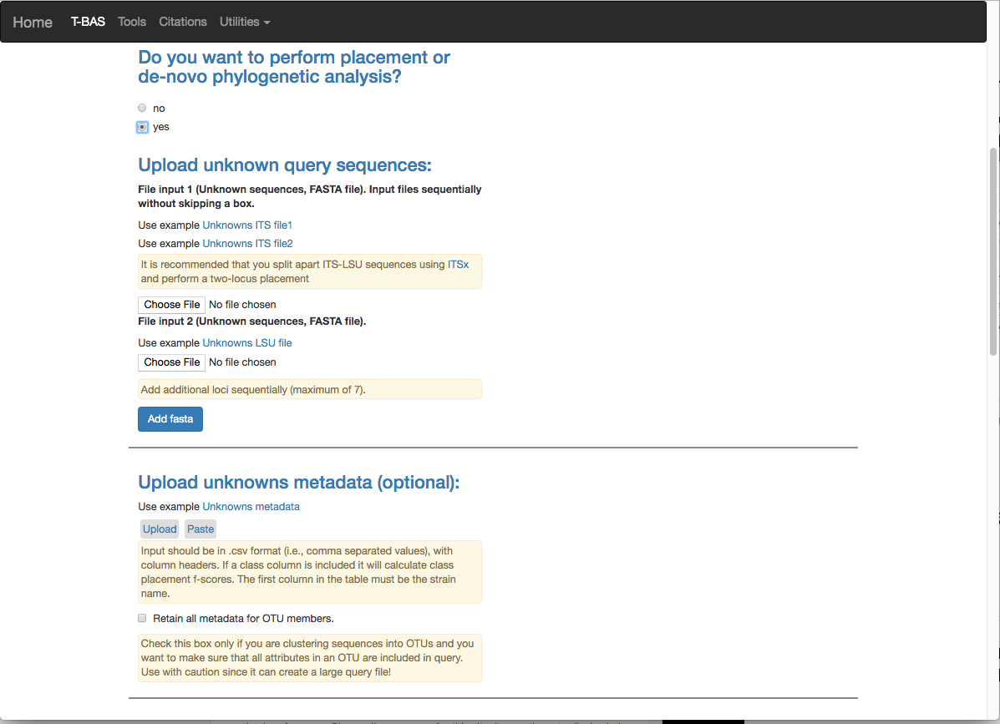 Home T-BAS Tools Citations Utilities
Do you want to perform placement or
de-novo phylogenetic analysis?
no
yes
Upload unknown query sequences:
File input 1 (Unknown sequences, FASTA file). Input files sequentially
without skipping a box.
Use example Unknowns ITS file1
Use example Unknowns ITS file2
It is recommended that you split apart ITS-LSU sequences using ITSx
and perform a two-locus placement
Choose File No file chosen
File input 2 (Unknown sequences, FASTA file).
Use example Unknowns LSU file
Choose File No file chosen
Add additional loci sequentially (maximum of 7).
Add fasta
Upload unknowns metadata (optional):
Use example Unknowns metadata
Upload Paste
Input should be in .csv format (i.e., comma separated values), with
column headers. If a class column is included it will calculate class
placement f-scores. The first column in the table must be the strain
name.
Retain all metadata for OTU members.
Check this box only if you are clustering sequences into OTUs and you
want to make sure that all attributes in an OTU are included in query.
Use with caution since it can create a large query file!